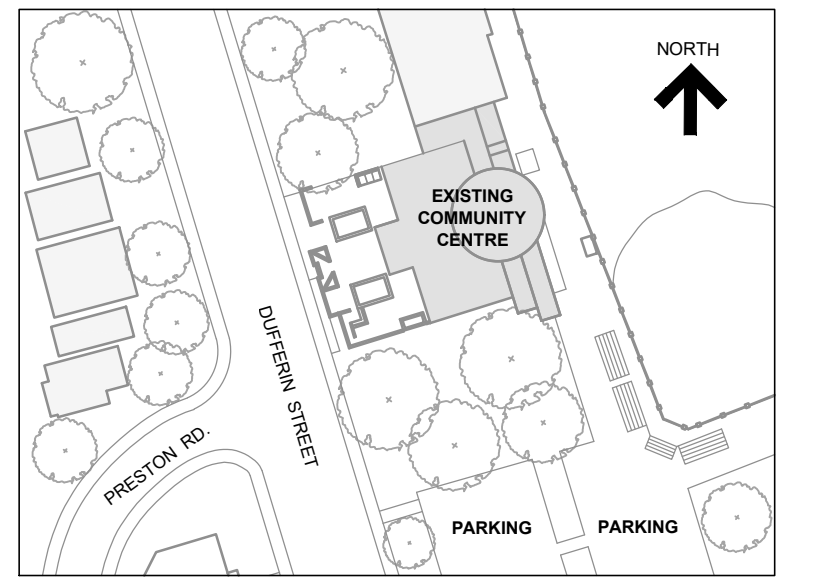 NORTH
EXISTING
COMMUNITY
CENTRE
DUFFERIN STREET
PRESTON RD.
PARKING
PARKING